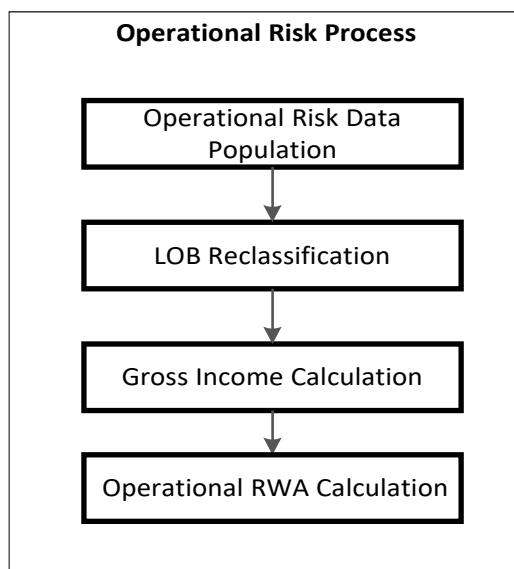 Operational Risk Process
Operational Risk Data
Population
LOB Reclassification
Gross Income Calculation
Operational RWA Calculation